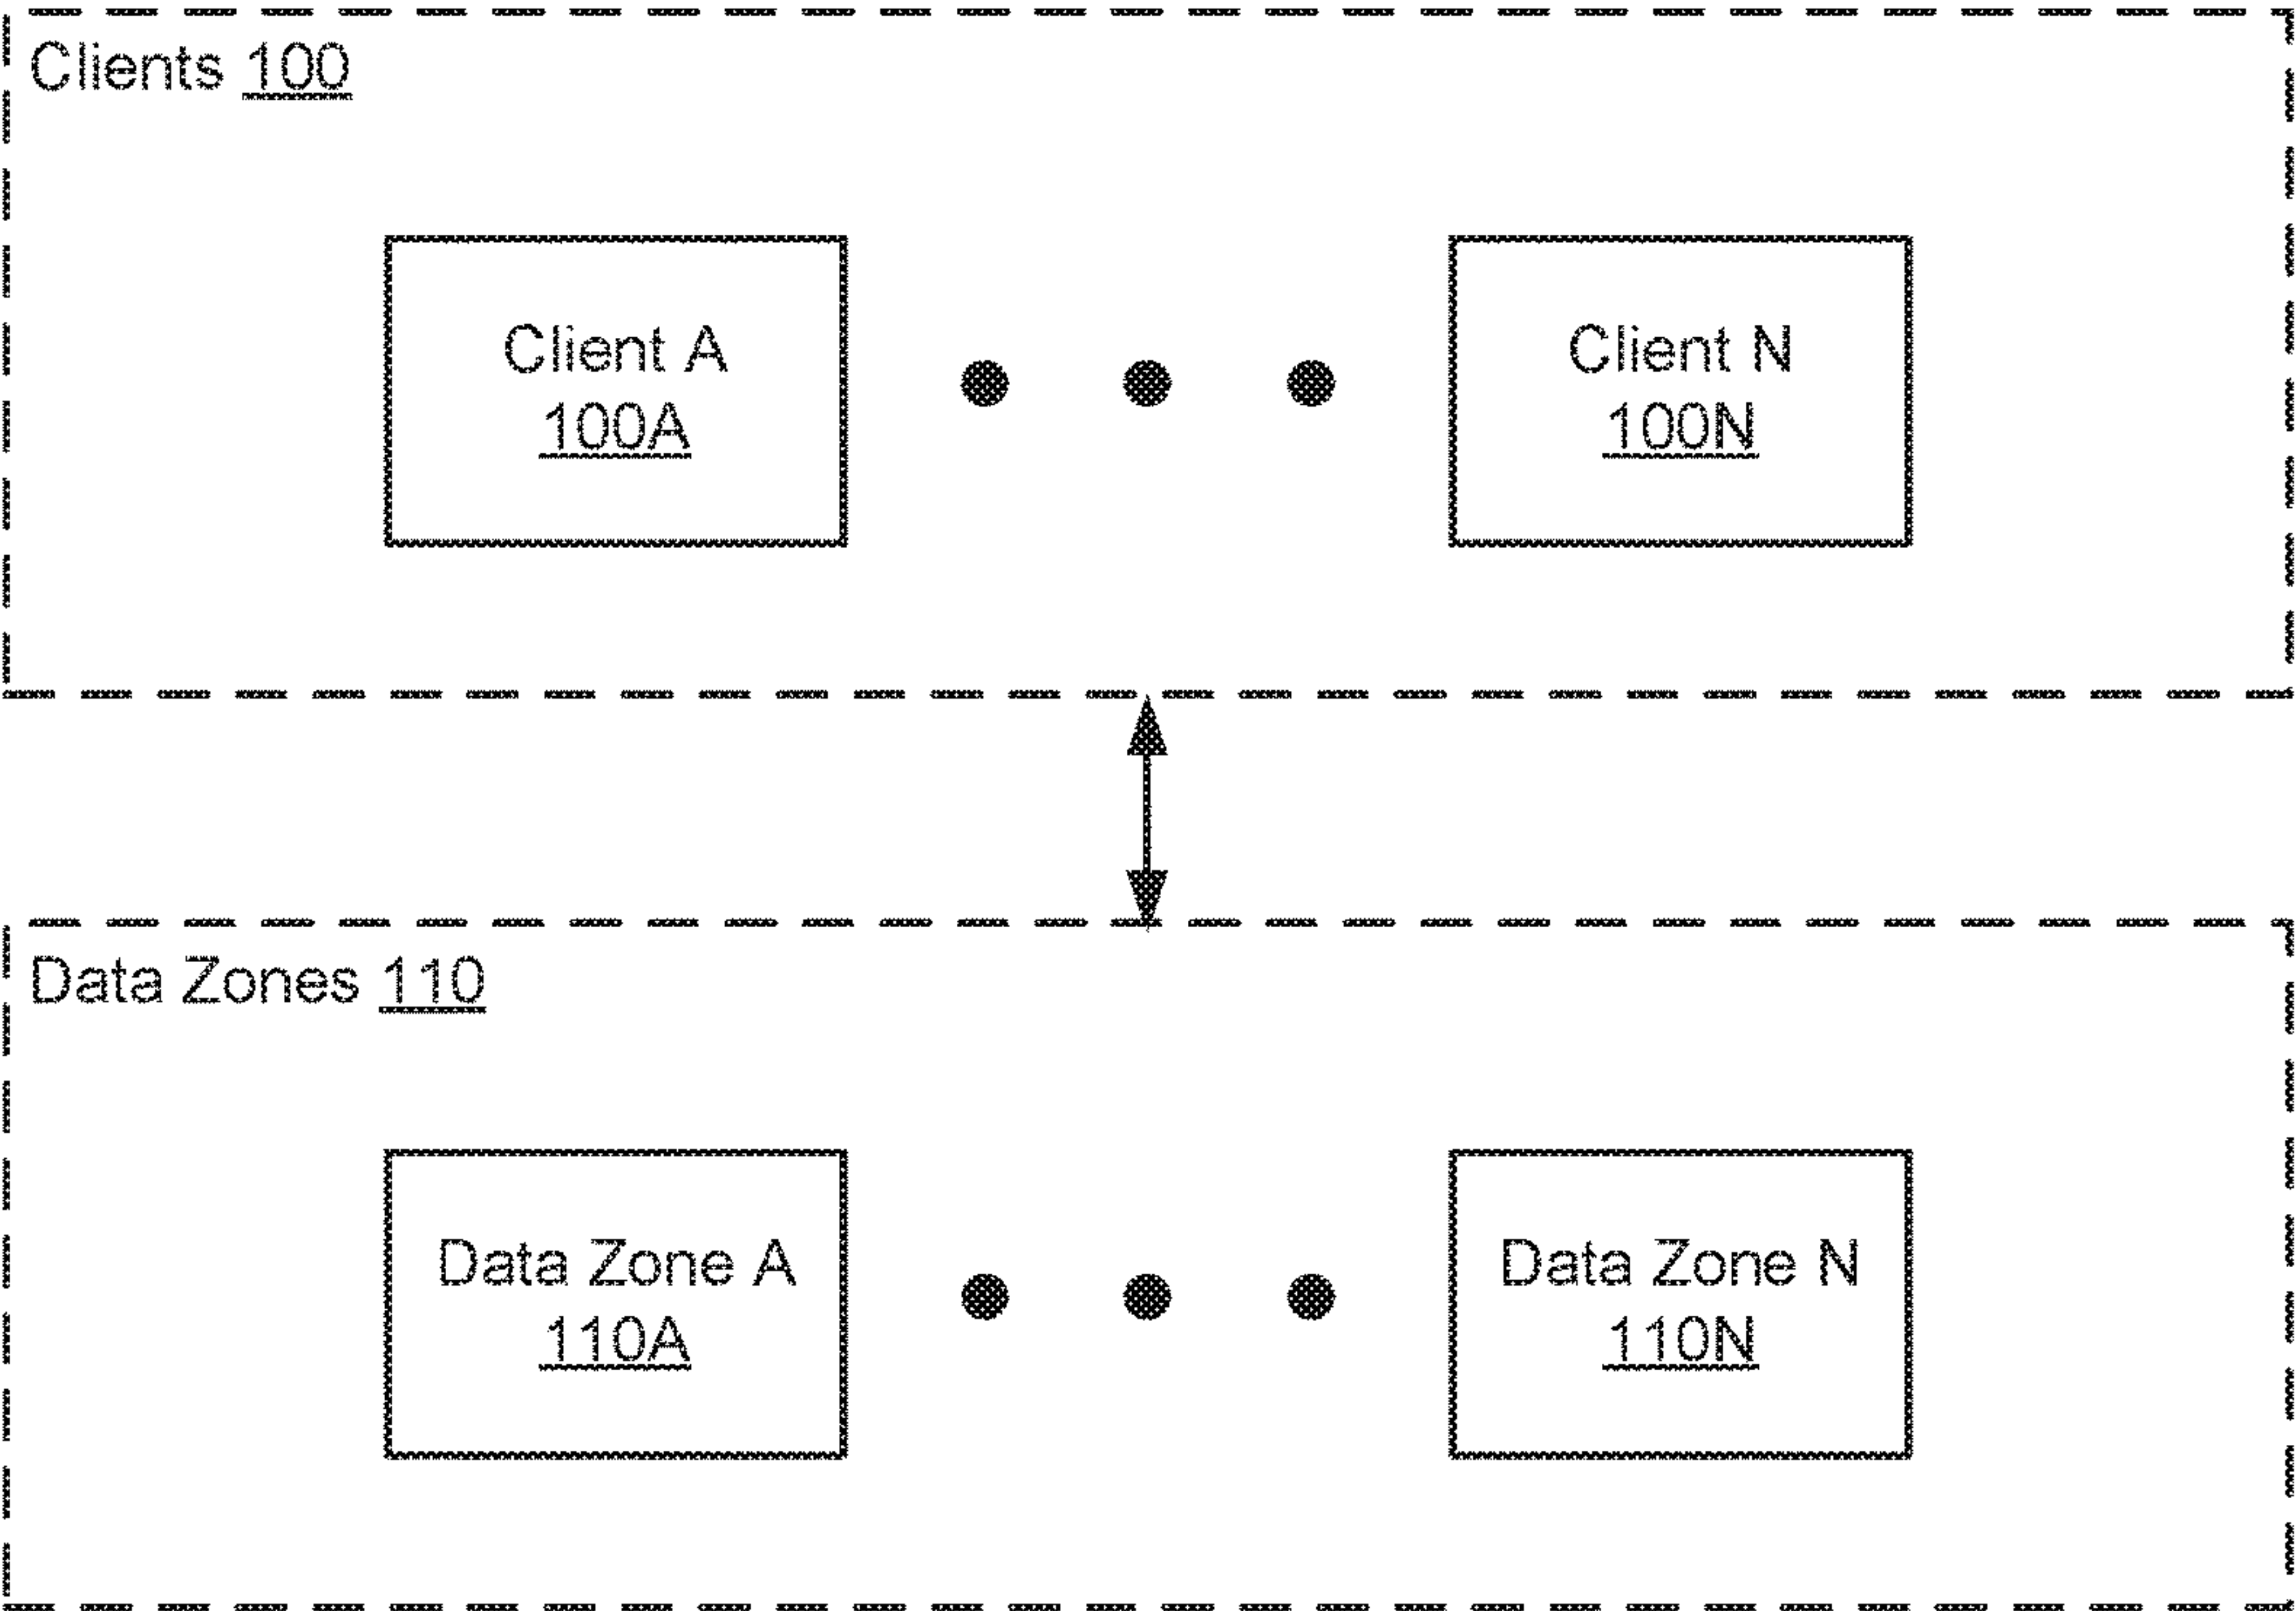 Clients 100
Client A
100A
Client N
100N
Data Zones 110
Data Zone A
110A
Data Zone N
110N